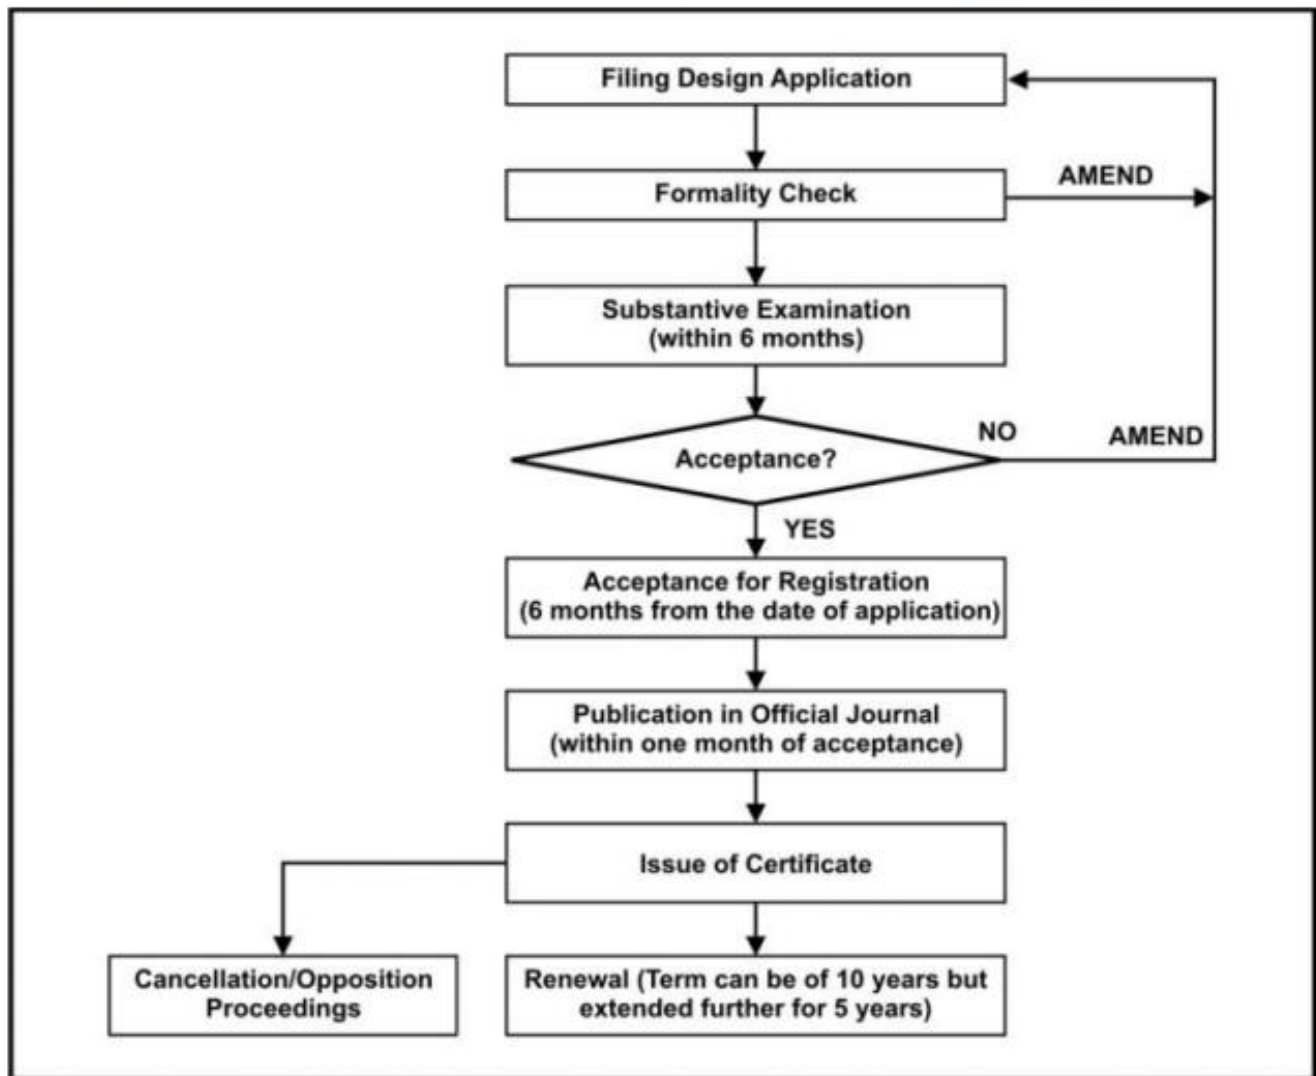 Filing Design Application
Formality Check
AMEND
Substantive Examination
(within 6 months)
Acceptance?
NO
AMEND
YES
Acceptance for Registration
(6 months from the date of application)
Publication in Official Journal
(within one month of acceptance)
Issue of Certificate
Cancellation/Opposition
Proceedings
Renewal (Term can be of 10 years but
extended further for 5 years)